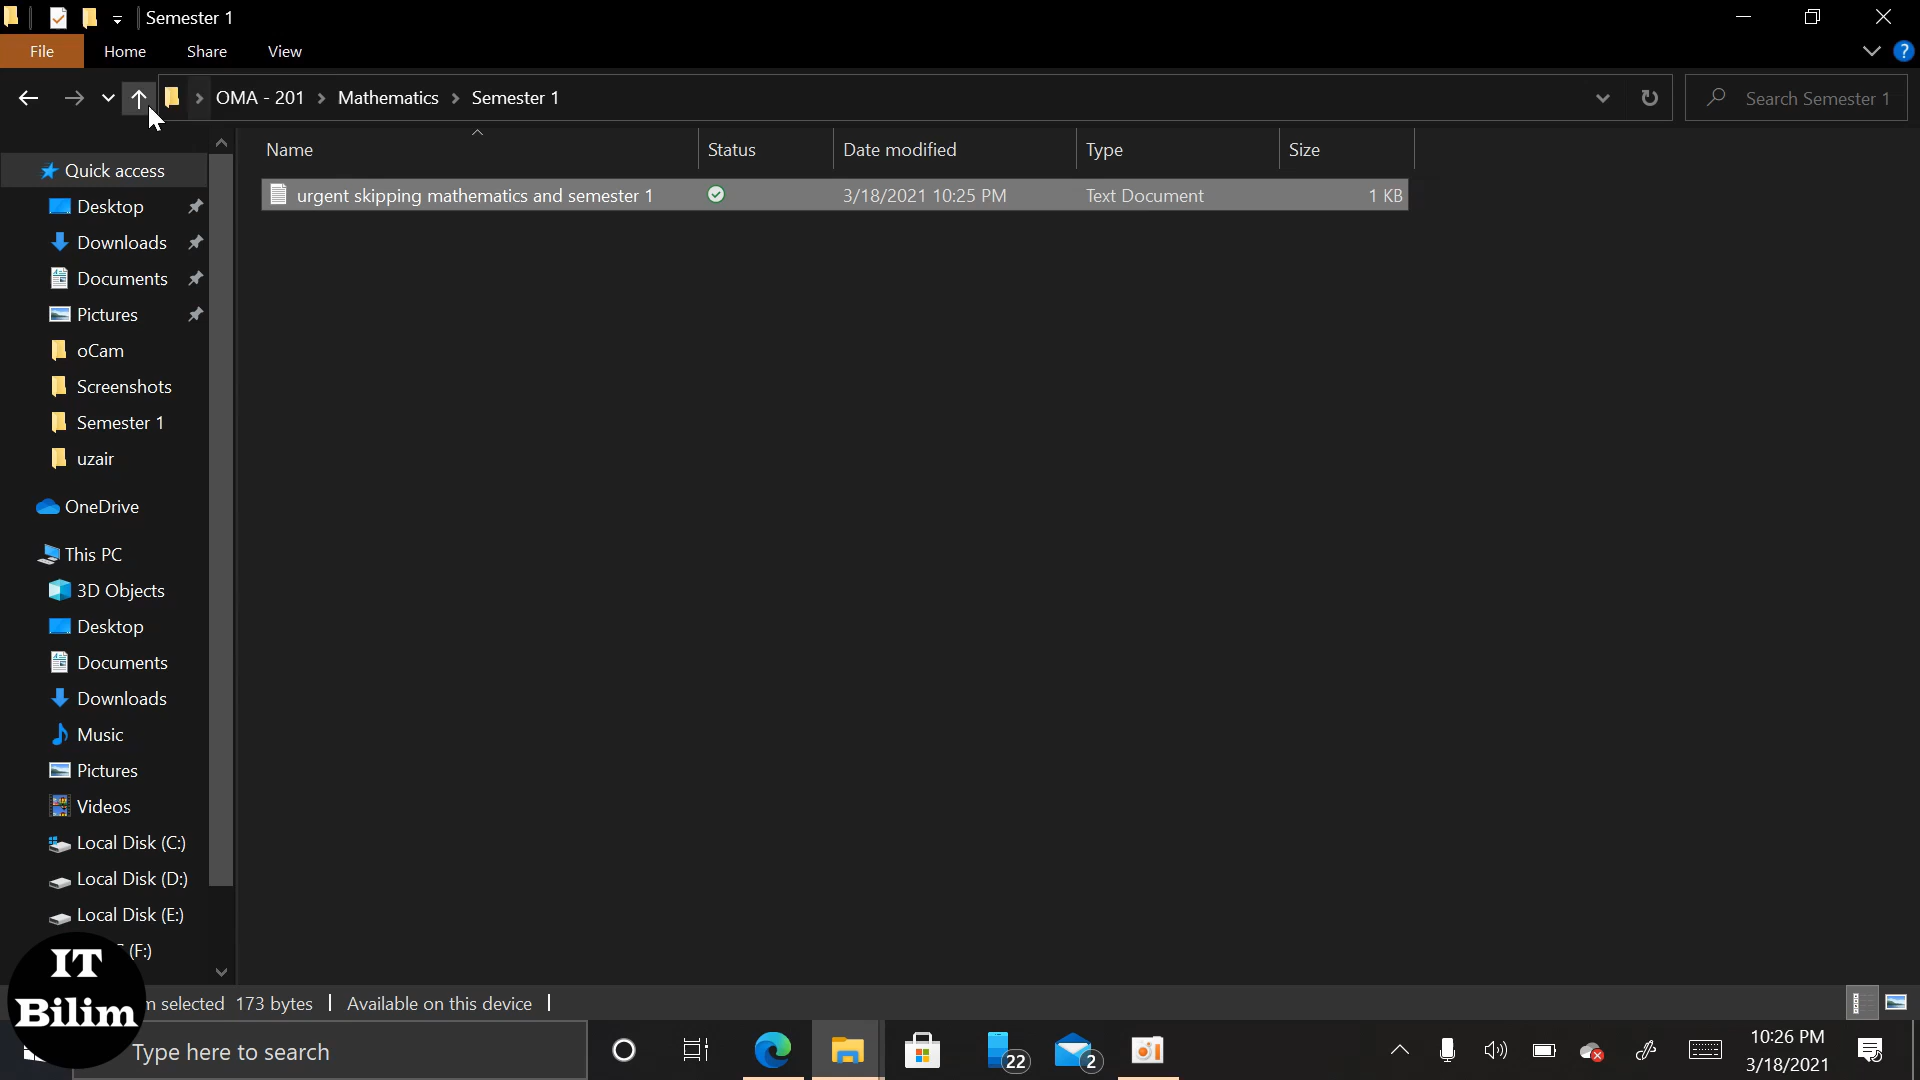 Semester 1
File Home Share View
OMA - 201 Mathematics Semester 1
Search Semester 1
Name Status Date modified Type Size
urgent skipping mathematics and semester 1 3/18/2021 10:25 PM Text Document 1 KB
Quick access
Desktop
Downloads
Documents
Pictures
oCam
Screenshots
Semester 1
uzair
OneDrive
This PC
3D Objects
Desktop
Documents
Downloads
Music
Pictures
Videos
Local Disk (C:)
Local Disk (D:)
Local Disk (E:)
(F:)
IT
Bilim
selected 173 bytes Available on this device
Type here to search
22
2
10:26 PM
3/18/2021